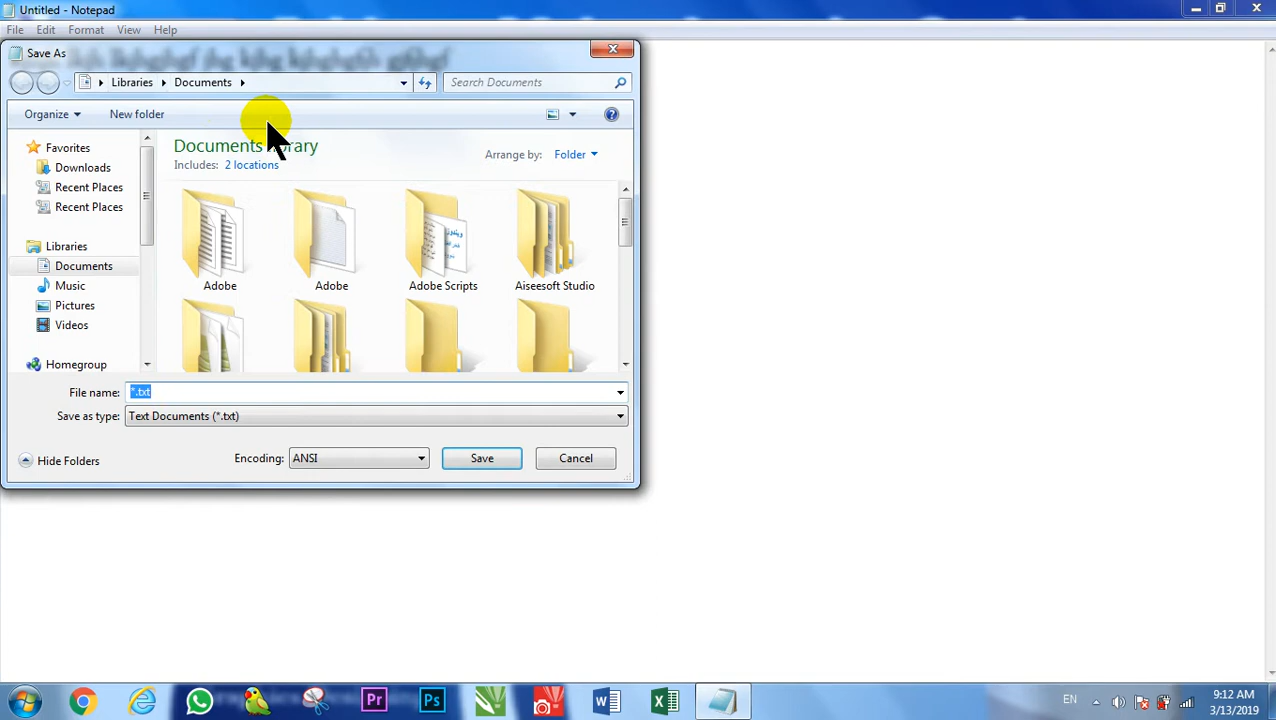 Untitled - Notepad
File Edit Format View Help
Save As
Libraries Documents
Search Documents
Organize New folder
Documents
Includes: 2 locations
Arrange by: Folder
Favorites
Downloads
Recent Places
Recent Places
Libraries
Documents
Music
Pictures
Videos
Homegroup
Adobe
Adobe
Adobe Scripts
Aiseesoft Studio
File name: *.txt
Save as type: Text Documents (*.txt)
Hide Folders
Encoding: ANSI
Save
Cancel
Pr
Ps
EN
9:12 AM
3/13/2019